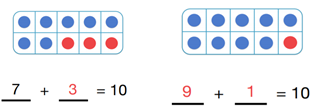 7 + 3 = 10
9 + 1 = 10